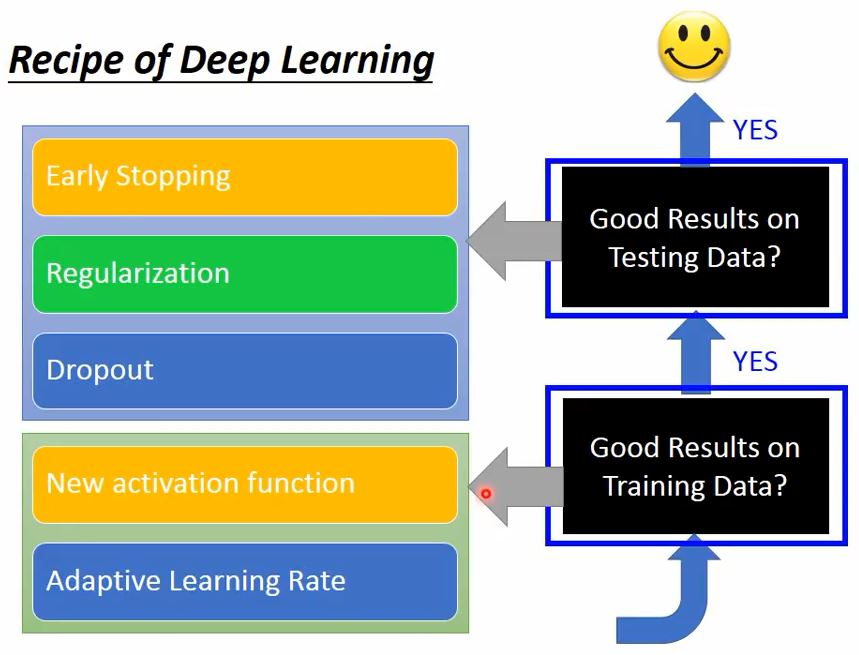 Recipe of Deep Learning
YES
Early Stopping
Good Results on
Testing Data?
Regularization
Dropout
YES
New activation function
Good Results on
Training Data?
Adaptive Learning Rate